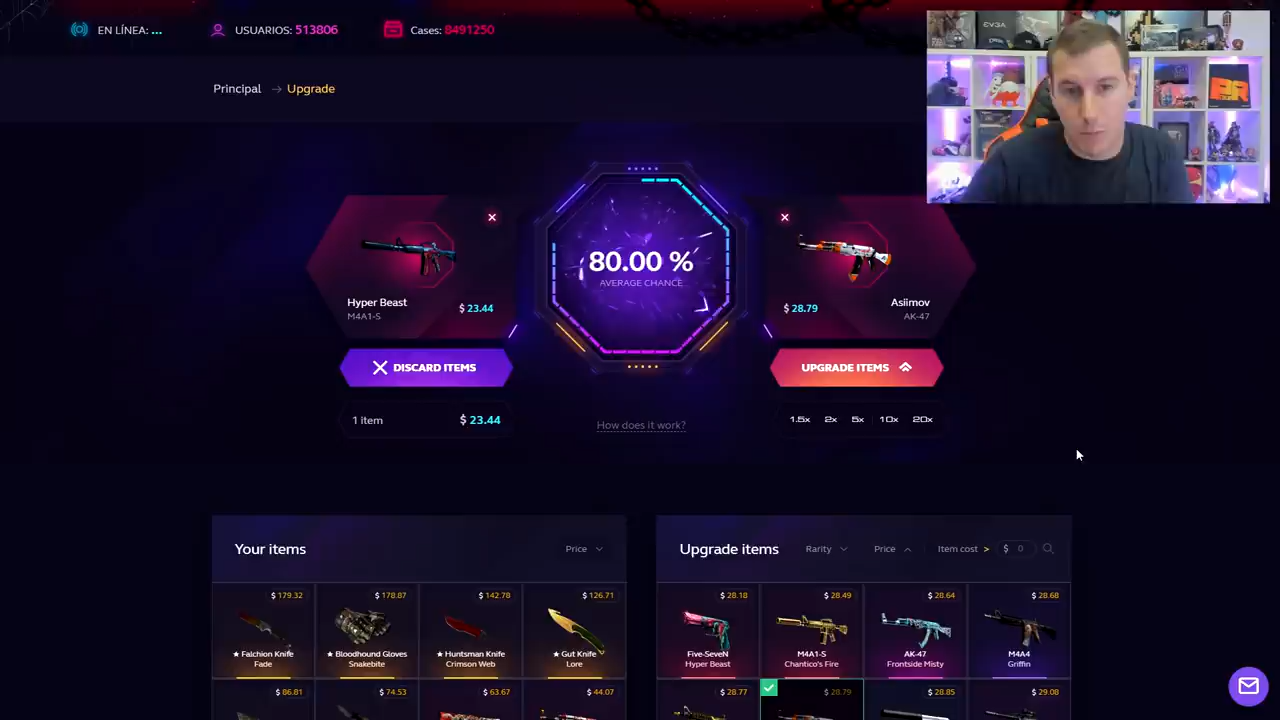 EN LÍNEA: ...
USUARIOS: 513806
Cases: 8491250
EVGA
Principal → Upgrade
80.00 %
AVERAGE CHANCE
Hyper Beast
M4A1-S
$ 23.44
$ 28.79
Asiimov
AK-47
DISCARD ITEMS
UPGRADE ITEMS
1 item
$ 23.44
How does it work?
1.5x 2x 5x 10x 20x
Your items
Price
Upgrade items
Rarity
Price
Item cost > $ 0
$ 179.32
★ Falchion Knife
Fade
$ 178.87
★ Bloodhound Gloves
Snakebite
$ 142.78
★ Huntsman Knife
Crimson Web
$ 126.71
★ Gut Knife
Lore
$ 28.18
Five-SeveN
Hyper Beast
$ 28.49
M4A1-S
Chantico's Fire
$ 28.64
AK-47
Frontside Misty
$ 28.68
M4A4
Griffin
$ 86.81
$ 74.53
$ 63.67
$ 44.07
$ 28.77
$ 28.79
$ 28.85
$ 29.08